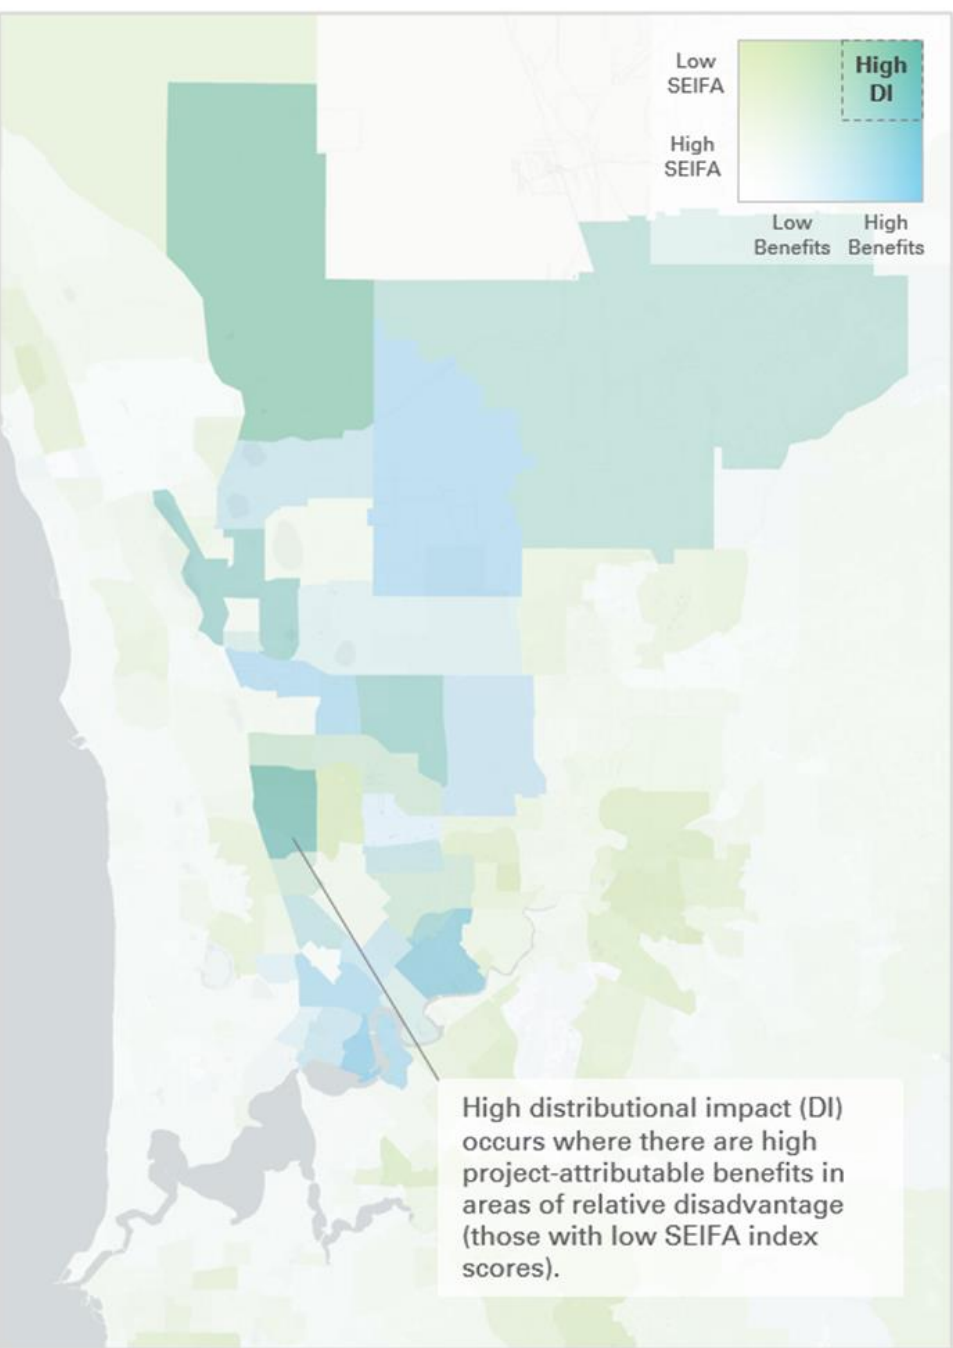 Low
SEIFA
High
SEIFA
High
DI
Low
Benefits
High
Benefits
High distributional impact (DI)
occurs where there are high
project-attributable benefits in
areas of relative disadvantage
(those with low SEIFA index
scores).